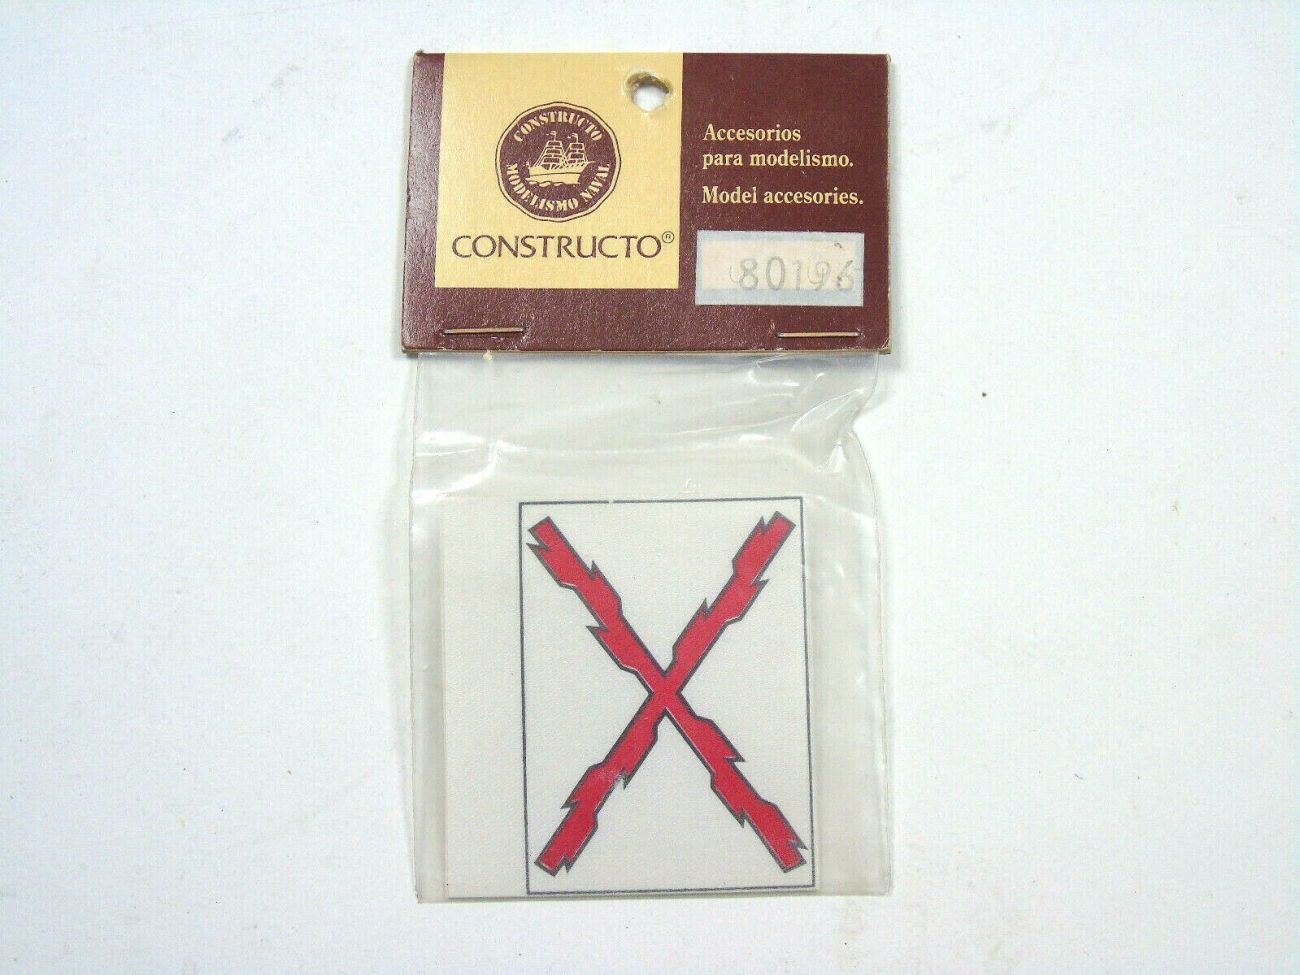 CONSTRUCTO
MODELISMO NAVAL
CONSTRUCTO®
Accesorios
para modelismo.
Model accesories.
80196